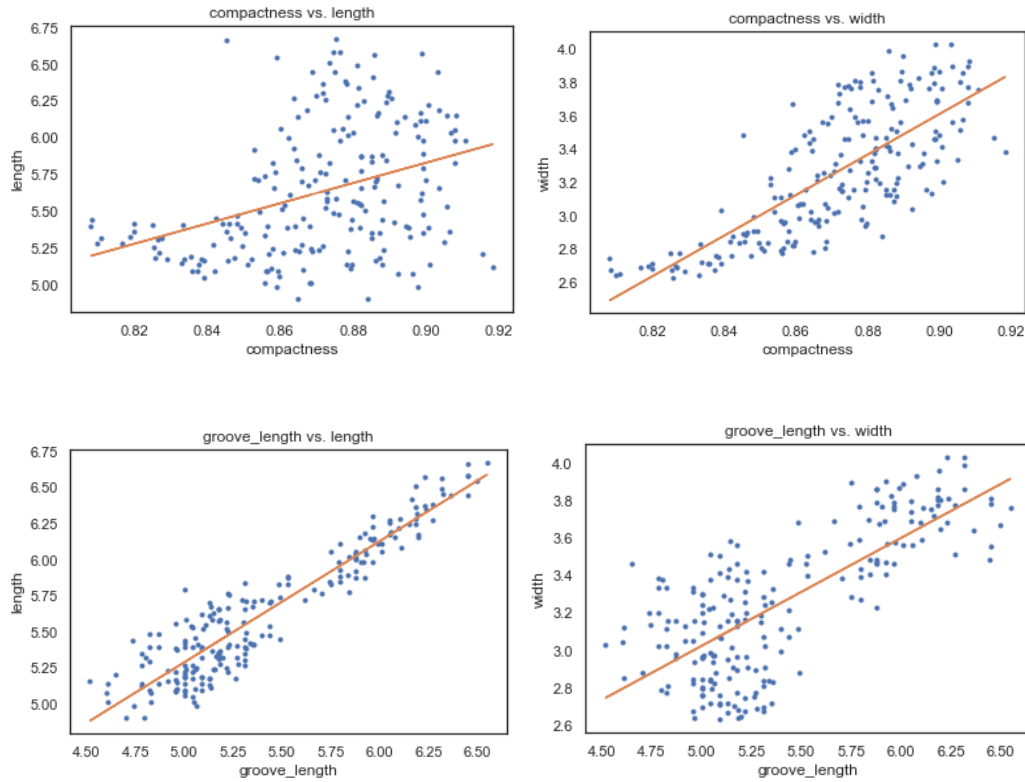 compactness vs. length
6.75
6.50
6.25
6.00
5.75
5.50
5.25
5.00
length
0.82 0.84 0.86 0.88 0.90 0.92
compactness
compactness vs. width
4.0
3.8
3.6
3.4
3.2
3.0
2.8
2.6
width
0.82 0.84 0.86 0.88 0.90 0.92
compactness
groove_length vs. length
6.75
6.50
6.25
6.00
5.75
5.50
5.25
5.00
length
4.50 4.75 5.00 5.25 5.50 5.75 6.00 6.25 6.50
groove_length
groove_length vs. width
4.0
3.8
3.6
3.4
3.2
3.0
2.8
2.6
width
4.50 4.75 5.00 5.25 5.50 5.75 6.00 6.25 6.50
groove_length